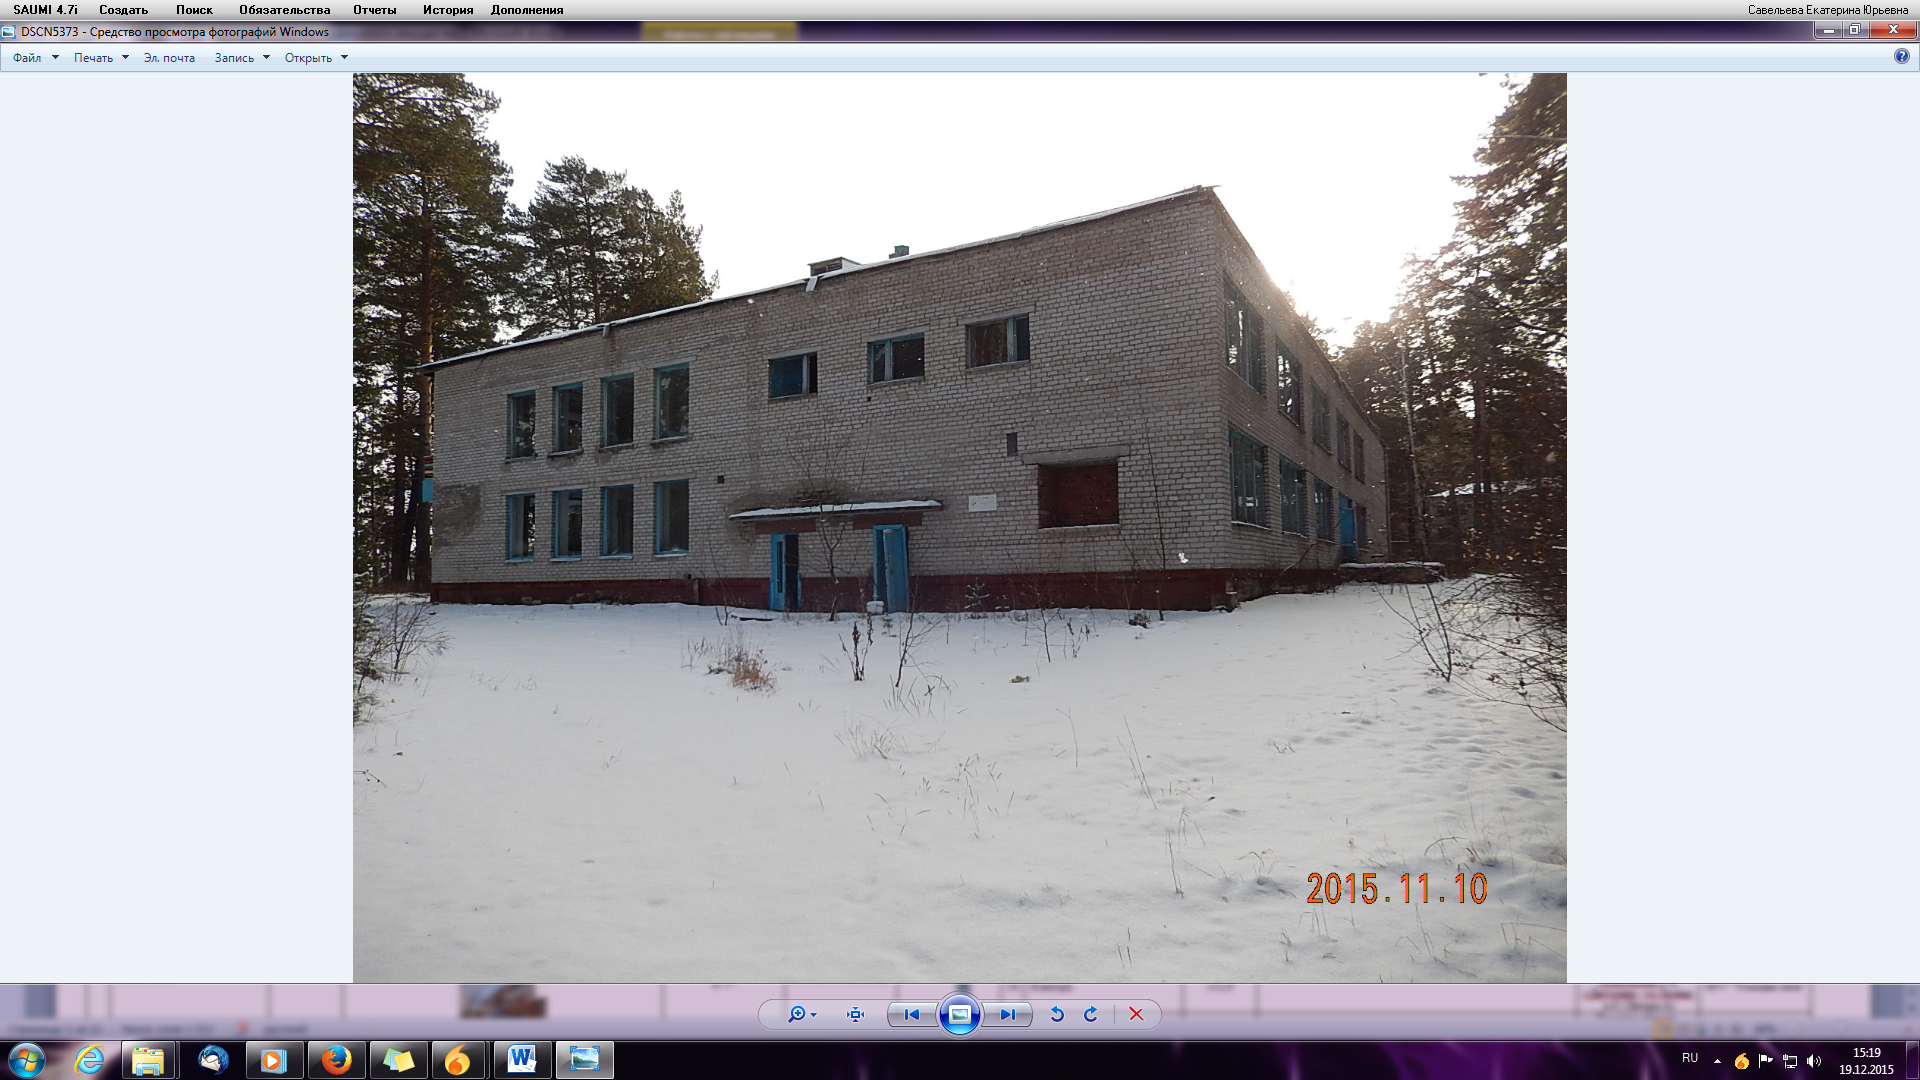 SAUMI 4.7i Создать Поиск Обязательства Отчеты История Дополнения Савельева Екатерина Юрьевна
DSCN5373 - Средство просмотра фотографий Windows
Файл Печать Эл. почта Запись Открыть
2015.11.10
RU
15:19
19.12.2015